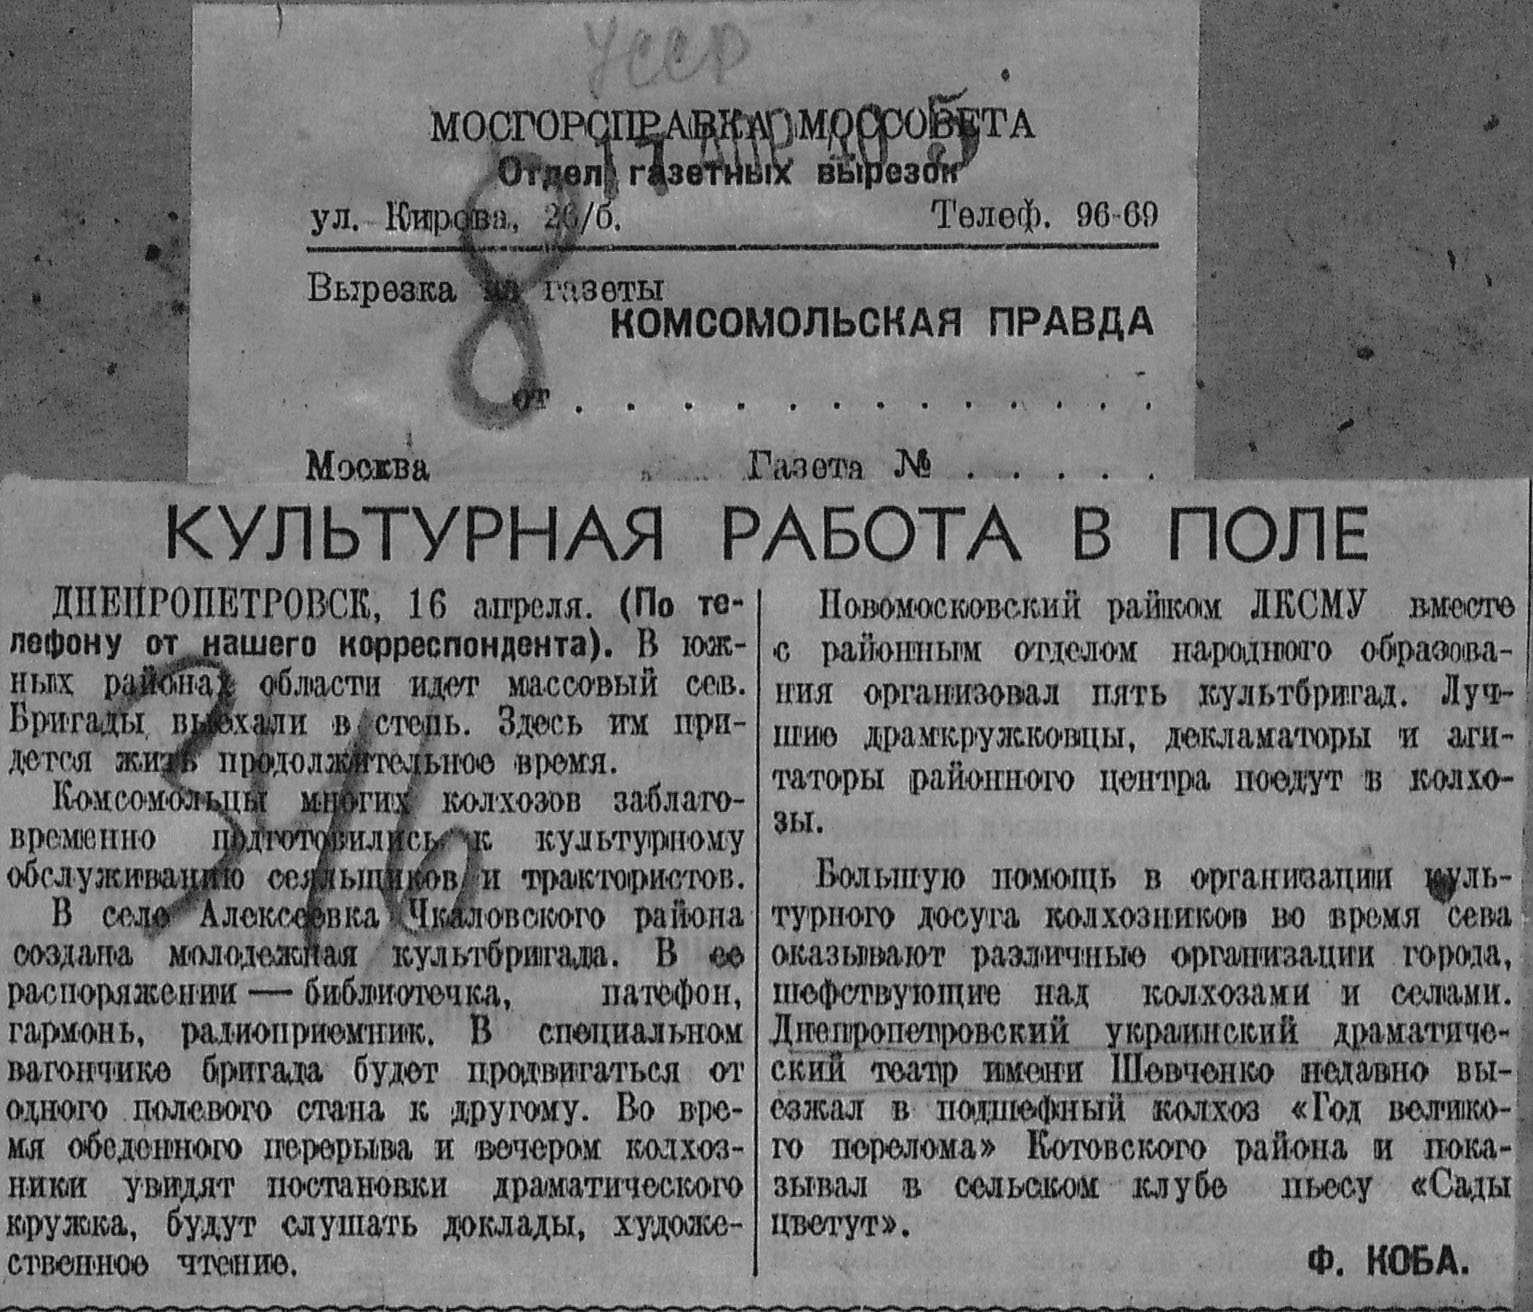 УССР
МОСГОРСПРАВКА МОССОВЕТА
Отдел газетных вырезок
17 АПР 40 5
ул. Кирова, 26/б. Телеф. 96-69
8
Вырезка из газеты
КОМСОМОЛЬСКАЯ ПРАВДА
от . . . . . . . . . . . .
Москва Газета № . . . . .
КУЛЬТУРНАЯ РАБОТА В ПОЛЕ
ДНЕПРОПЕТРОВСК, 16 апреля. (По те-
лефону от нашего корреспондента). В юж-
ных районах области идет массовый сев.
Бригады выехали в степь. Здесь им при-
дется жить продолжительное время.
Комсомольцы многих колхозов заблаго-
временно подготовились к культурному
обслуживанию сеяльщиков и трактористов.
В селе Алексеевка Чкаловского района
создана молодежная культбригада. В ее
распоряжении — библиотечка, патефон,
гармонь, радиоприемник. В специальном
вагончике бригада будет продвигаться от
одного полевого стана к другому. Во вре-
мя обеденного перерыва и вечером колхоз-
ники увидят постановки драматического
кружка, будут слушать доклады, художе-
ственное чтение.
Новомосковский райком ЛКСМУ вместе
с районным отделом народного образова-
ния организовал пять культбригад. Луч-
шие драмкружковцы, декламаторы и аги-
таторы районного центра поедут в колхо-
зы.
Большую помощь в организации куль-
турного досуга колхозников во время сева
оказывают различные организации города,
шефствующие над колхозами и селами.
Днепропетровский украинский драматиче-
ский театр имени Шевченко недавно вы-
езжал в подшефный колхоз «Год велико-
го перелома» Котовского района и пока-
зывал в сельском клубе пьесу «Сады
цветут».
Ф. КОБА.